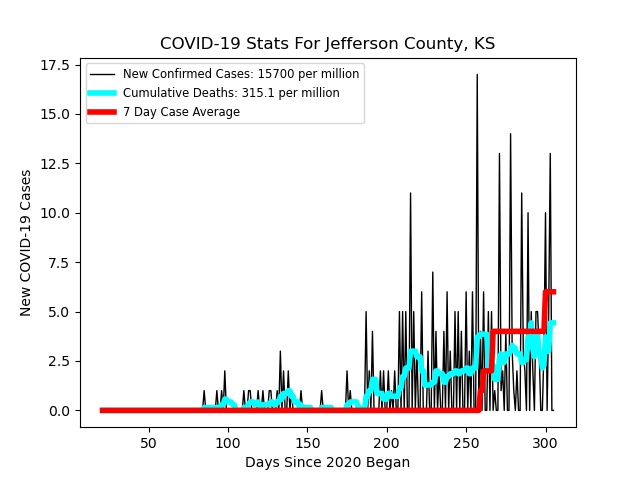 COVID-19 Stats For Jefferson County, KS
17.5
15.0
12.5
10.0
7.5
5.0
2.5
0.0
New COVID-19 Cases
New Confirmed Cases: 15700 per million
Cumulative Deaths: 315.1 per million
7 Day Case Average
50
100
150
200
250
300
Days Since 2020 Began